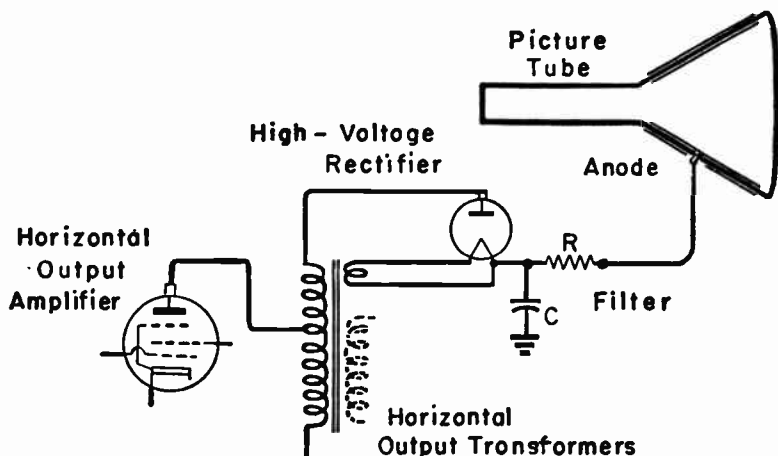 Picture
Tube
High - Voltage
Rectifier
Anode
Horizontal
Output
Amplifier
R
Filter
C
Horizontal
Output Transformers